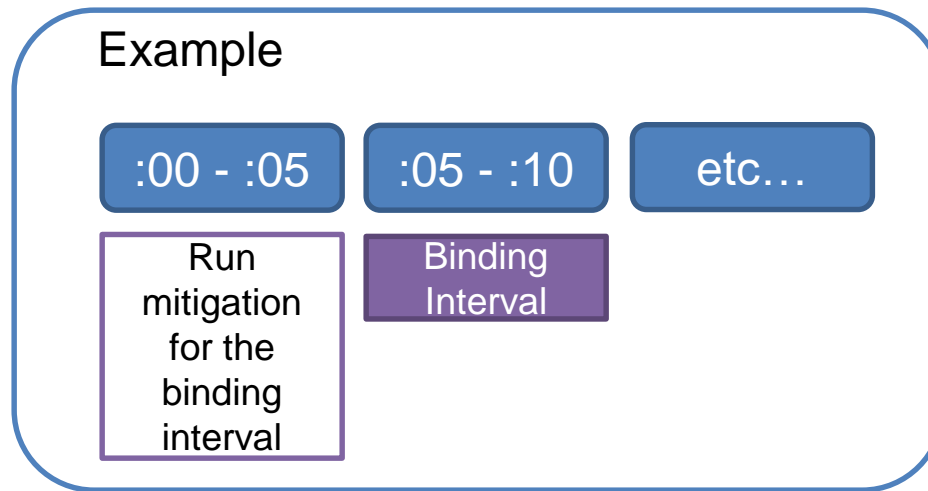 Example
:00 - :05
:05 - :10
etc…
Run
mitigation
for the
binding
interval
Binding
Interval